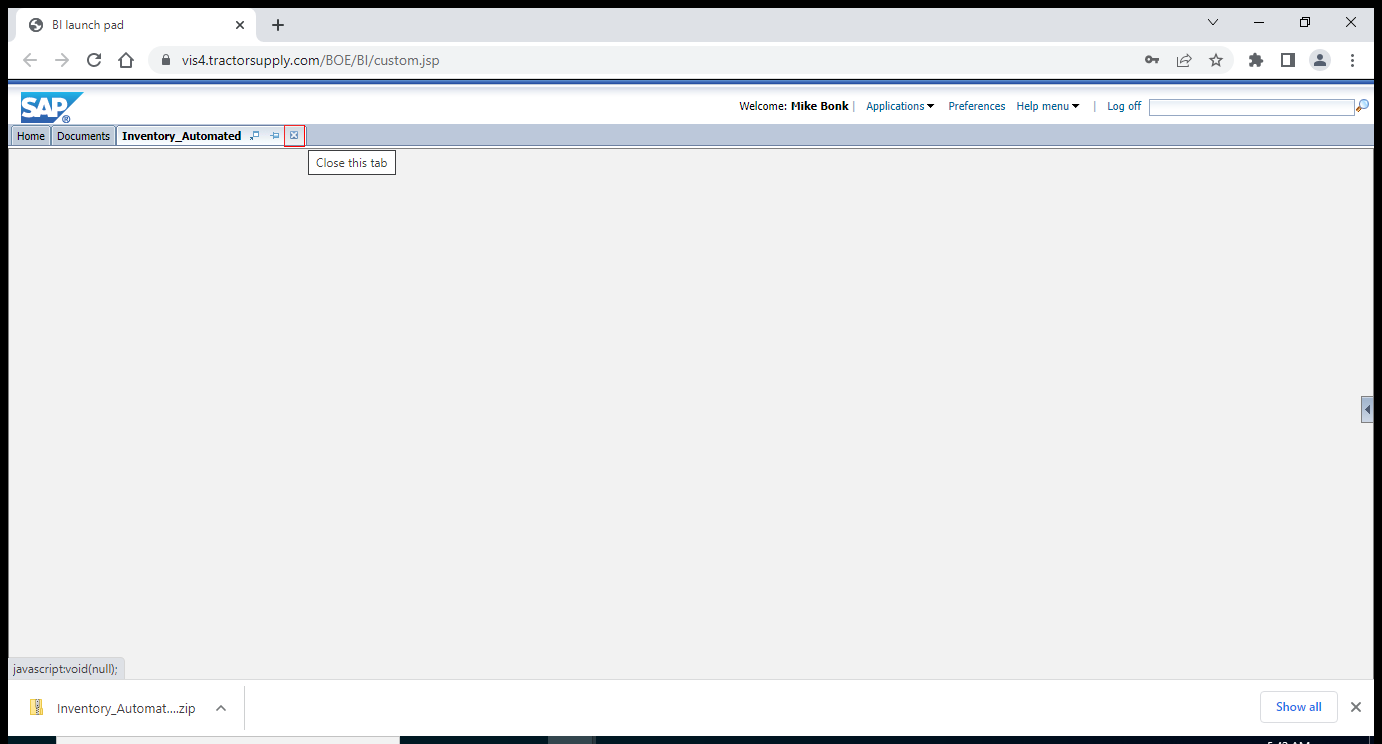 BI launch pad
vis4.tractorsupply.com/BOE/BI/custom.jsp
SAP ®
Welcome: Mike Bonk | Applications Preferences Help menu | Log off
Home Documents Inventory_Automated
Close this tab
javascript:void(null);
Inventory_Automat....zip
Show all